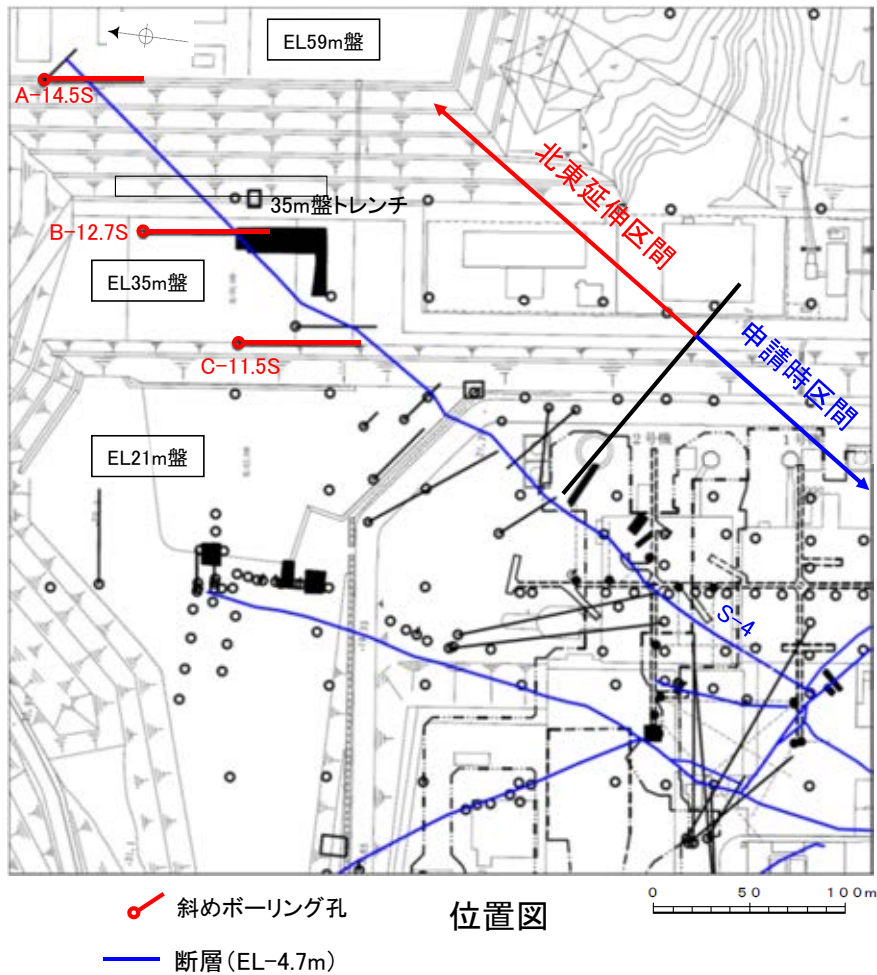 EL59m盤
A-14.5S
北東延伸区間
35m盤トレンチ
B-12.7S
EL35m盤
申請時区間
C-11.5S
2号機
EL21m盤
S-4
斜めボーリング孔
位置図
0 50 100m
断層(EL-4.7m)